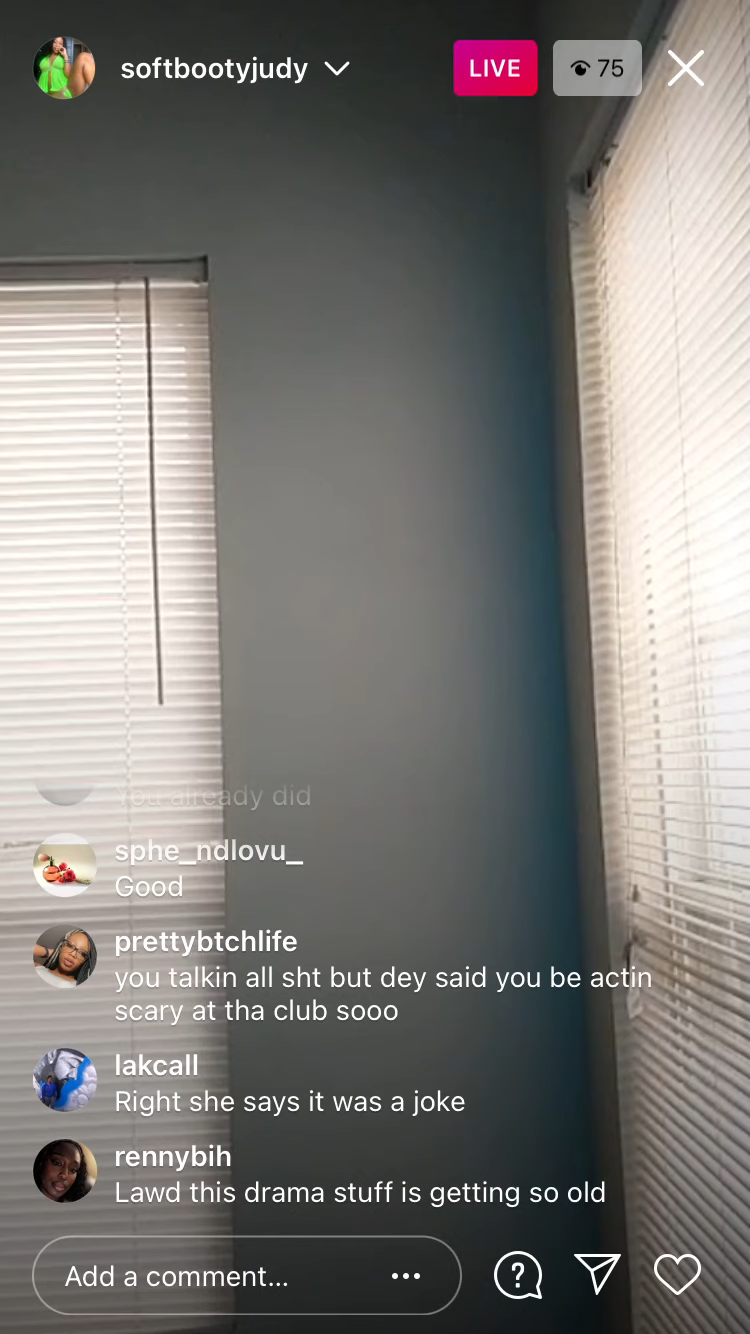 softbootyjudy
LIVE
75
You already did
sphe_ndlovu_
Good
prettybtchlife
you talkin all sht but dey said you be actin
scary at tha club sooo
lakcall
Right she says it was a joke
rennybih
Lawd this drama stuff is getting so old
Add a comment...